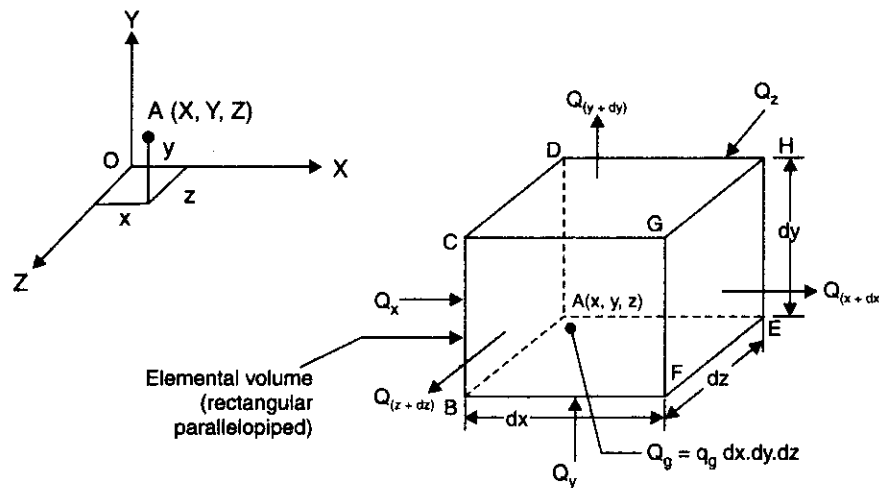 Y
A (X, Y, Z)
O
y
X
x
z
Z
Q(y + dy)
Qz
D
H
C
G
dy
Qx
A(x, y, z)
Q(x + dx
E
Elemental volume
(rectangular
parallelopiped)
Q(z + dz)
B
F
dx
dz
Qy
Qg = qg dx.dy.dz